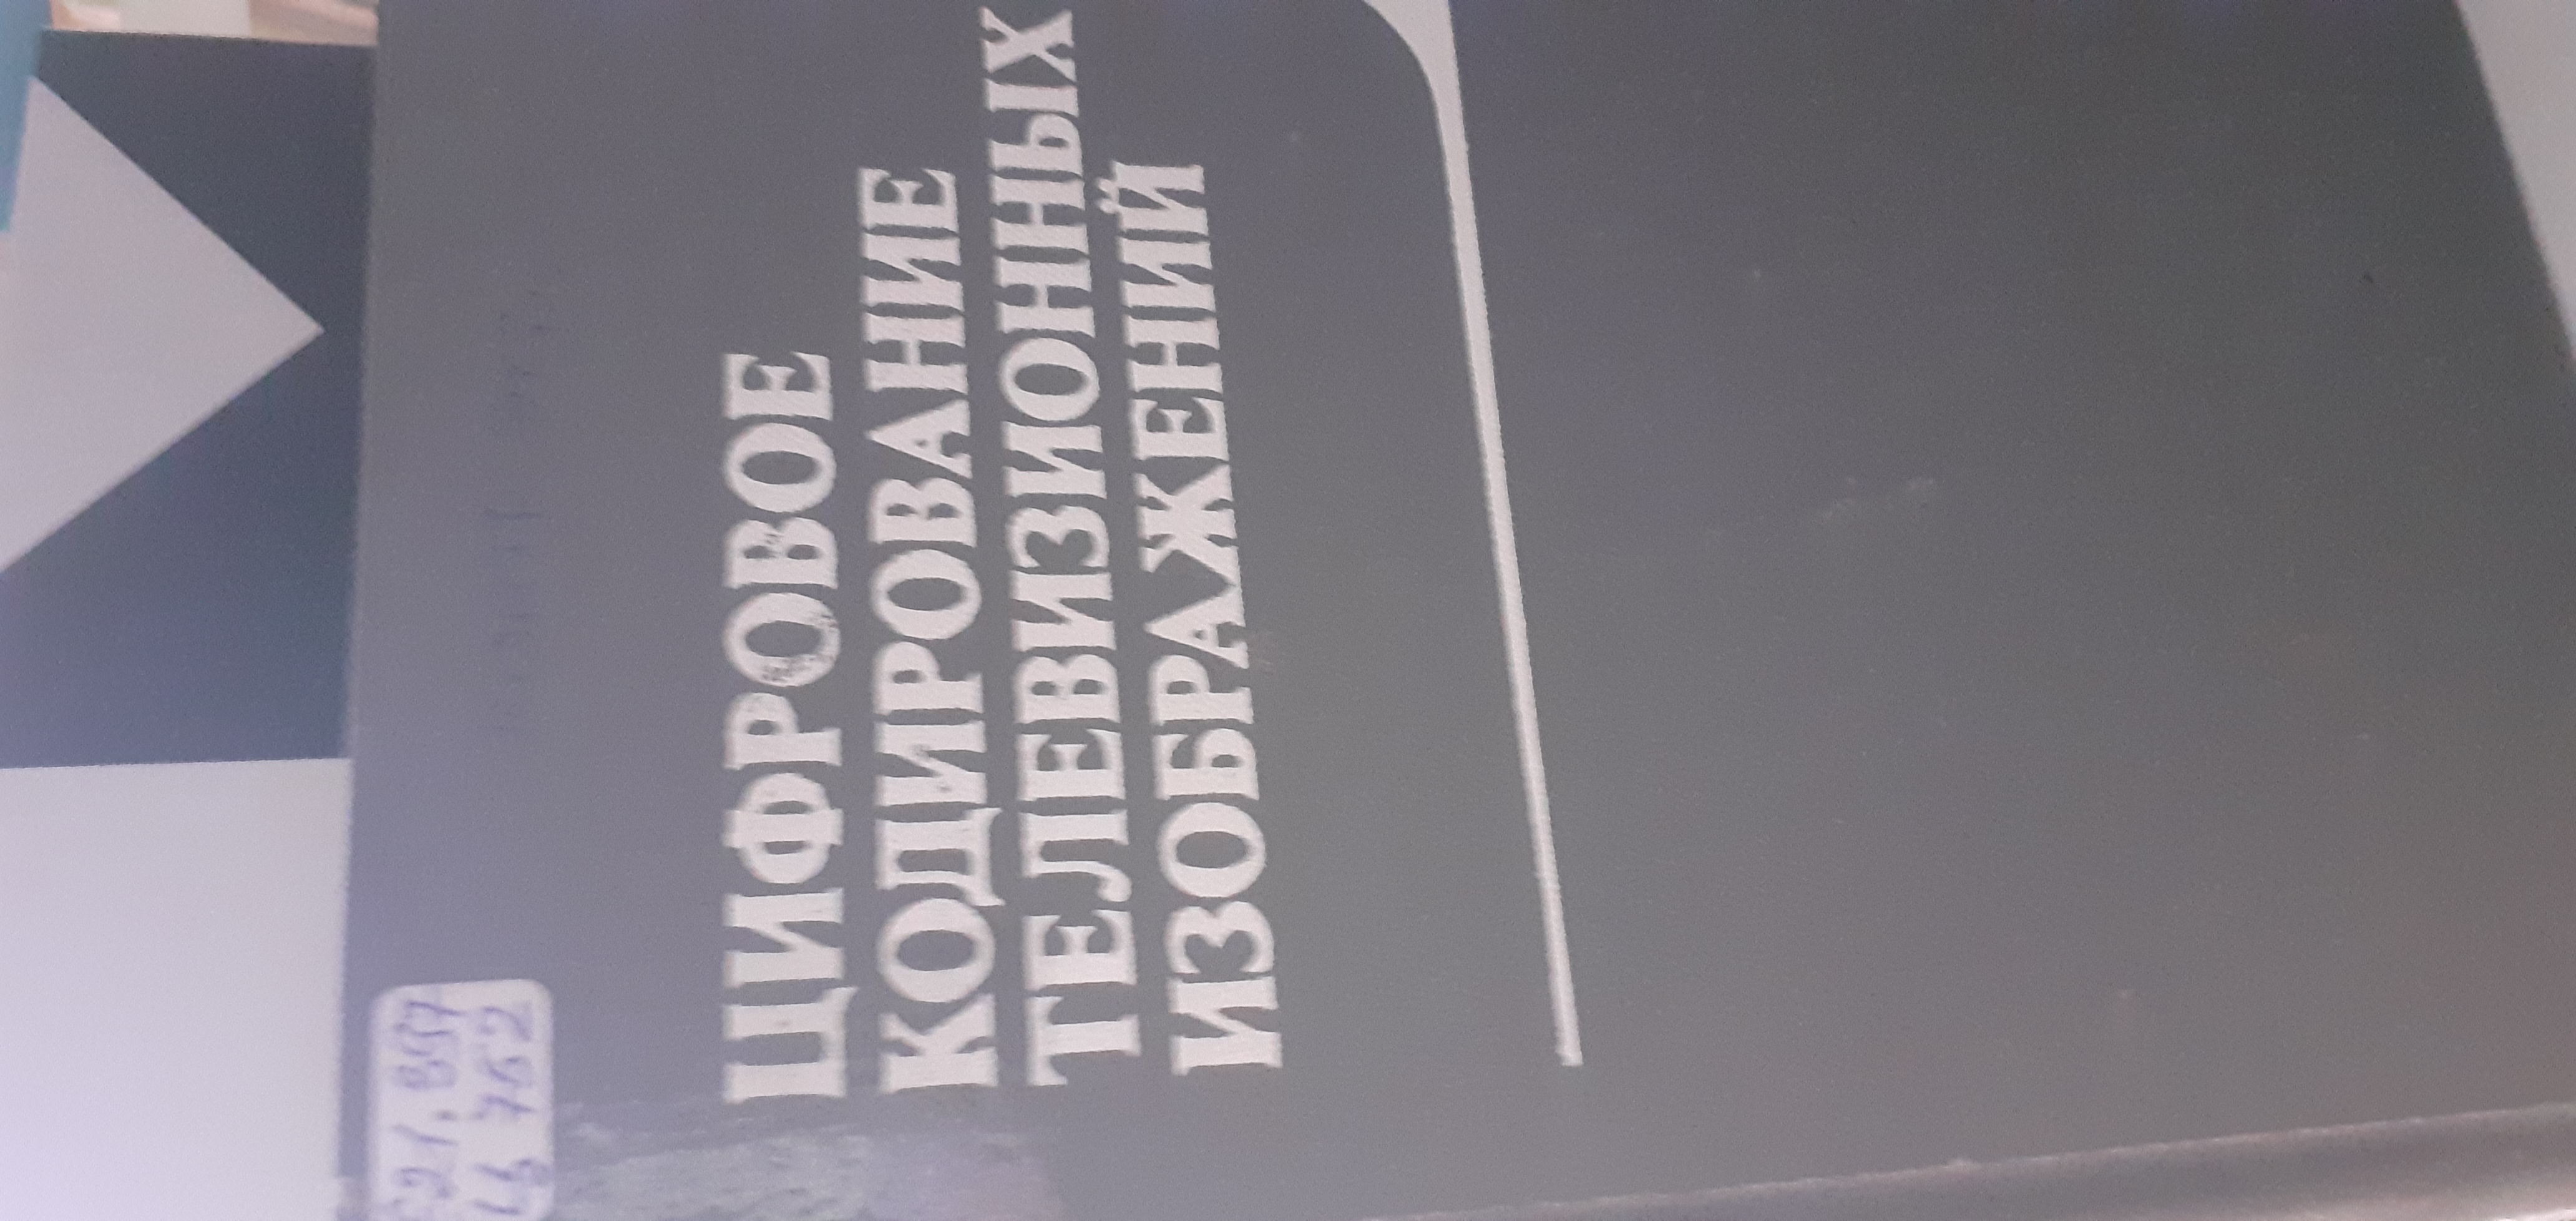 ЦИФРОВОЕ
КОДИРОВАНИЕ
ТЕЛЕВИЗИОННЫХ
ИЗОБРАЖЕНИЙ